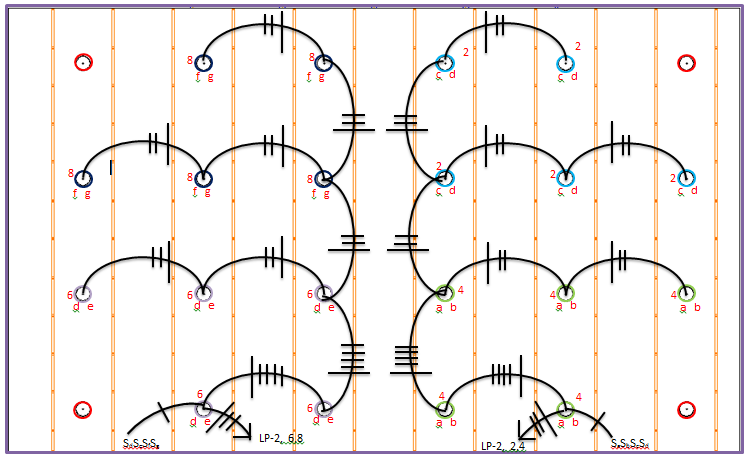 8 8 2 2
f g f g c d c d
8 8 8 2 2 2
f g f g f g c d c d c d
6 6 6 4 4 4
d e d e d e a b a b a b
6 4 4
d e d e a b a b
LP-2, 6,8
LP-2, 2,4